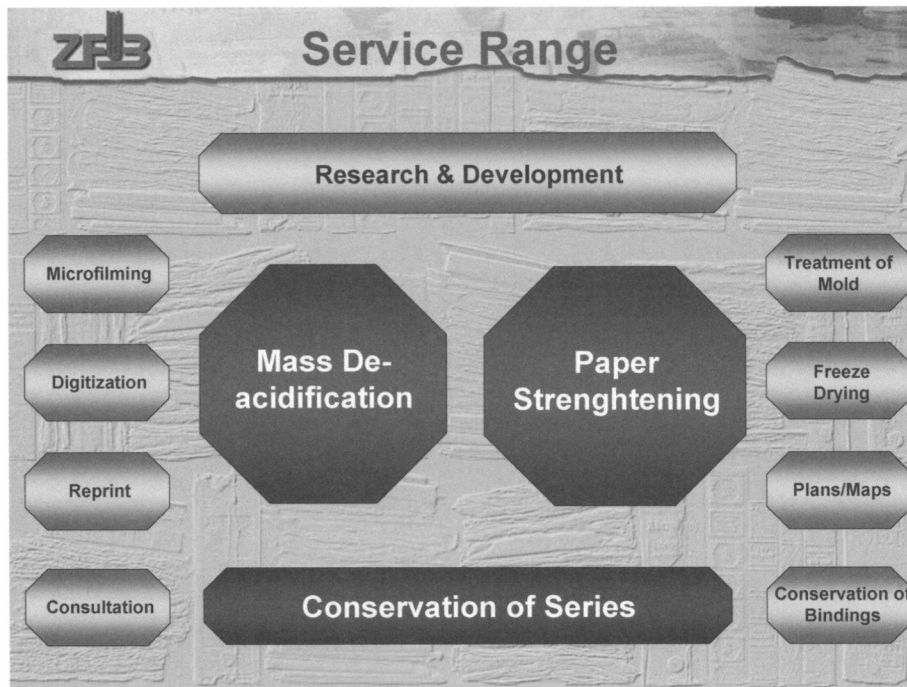 ZFB
Service Range
Research & Development
Microfilming
Digitization
Reprint
Consultation
Mass De-
acidification
Paper
Strenghtening
Conservation of Series
Treatment of
Mold
Freeze
Drying
Plans/Maps
Conservation of
Bindings